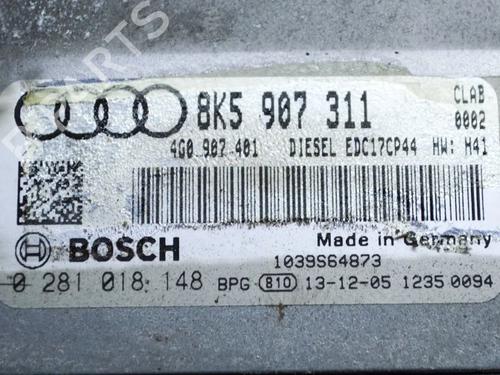 PARTS
8K5 907 311
CLAB
0002
4G0 907 401 DIESEL EDC17CP44 HW: H41
BOSCH
Made in Germany
1039S64873
0 281 018 148 BPG 810 13-12-05 1235 0094